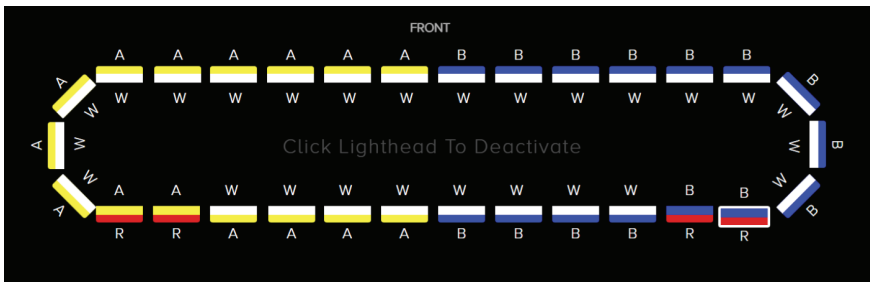 FRONT
A A A A A A B B B B B B
A W W W W W W W W W W W W B
W W
A W Click Lighthead To Deactivate W B
W W
A A A W W W W W W W W B B B
R R A A A A B B B B R R